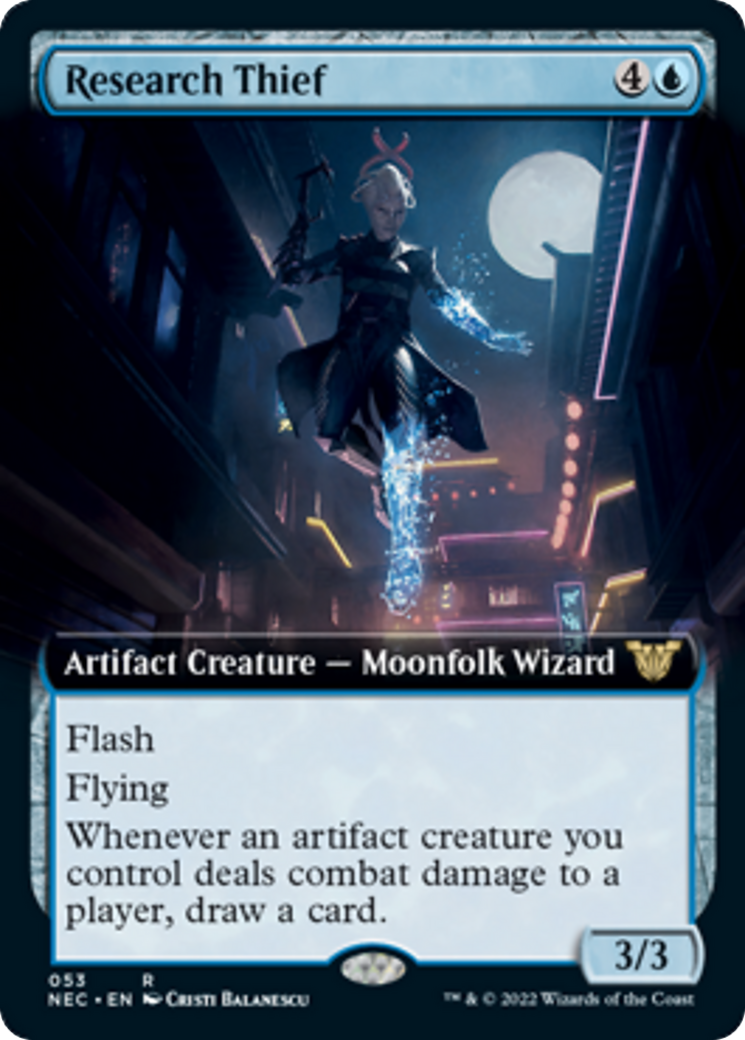 Research Thief 4
Artifact Creature — Moonfolk Wizard
Flash
Flying
Whenever an artifact creature you
control deals combat damage to a
player, draw a card.
3/3
053 R
NEC • EN Cristi Balanescu
™ & © 2022 Wizards of the Coast